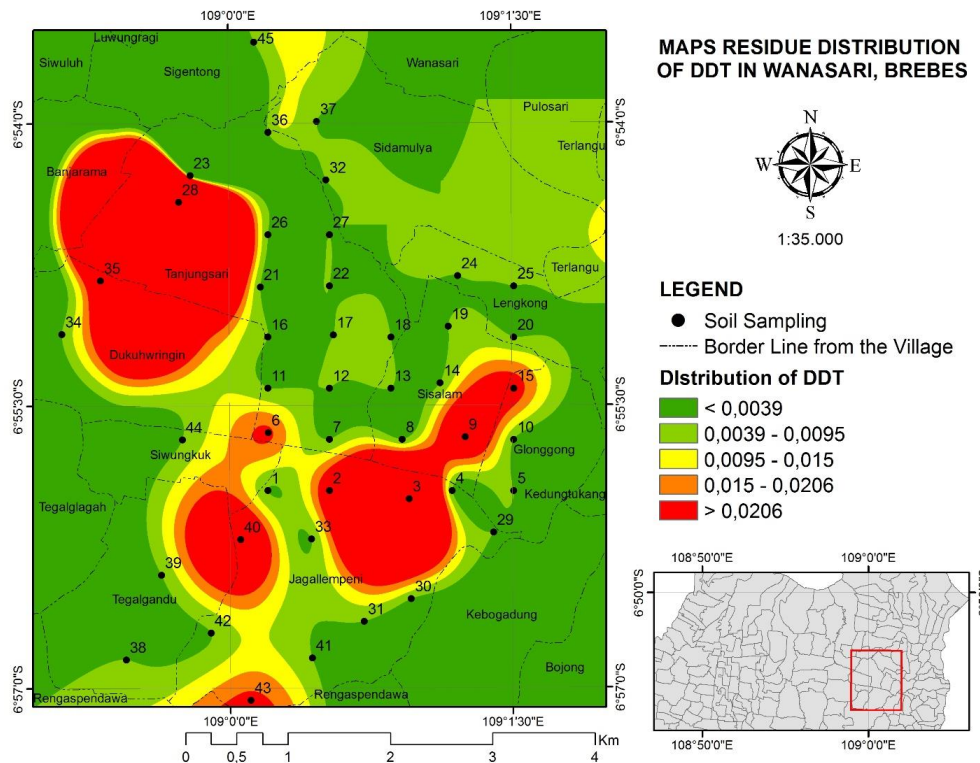 109°0'0"E
109°1'30"E
Luwungragi
45
Siwuluh
Sigentong
Wanasari
Pulosari
6°54'0"S
36
37
6°54'0"S
Sidamulya
Terlangu
Banjarama
23
32
28
26
27
35
Tanjungsari
21
22
24
25
Terlangu
Lengkong
34
16
17
18
19
20
Dukuhwringin
11
12
13
14
15
Sisalam
6°55'30"S
6°55'30"S
44
6
7
8
9
10
Siwungkuk
Glonggong
1
2
3
4
5
Kedungtukang
Tegalglagah
40
33
29
39
Jagallempeni
Tegalgandu
30
31
Kebogadung
42
38
41
Bojong
6°57'0"S
6°57'0"S
Rengaspendawa
43
Rengaspendawa
109°0'0"E
109°1'30"E
Km
0
0,5
1
2
3
4
MAPS RESIDUE DISTRIBUTION
OF DDT IN WANASARI, BREBES
N
W
E
S
1:35.000
LEGEND
Soil Sampling
Border Line from the Village
DIstribution of DDT
< 0,0039
0,0039 - 0,0095
0,0095 - 0,015
0,015 - 0,0206
> 0,0206
108°50'0"E
109°0'0"E
6°50'0"S
108°50'0"E
109°0'0"E